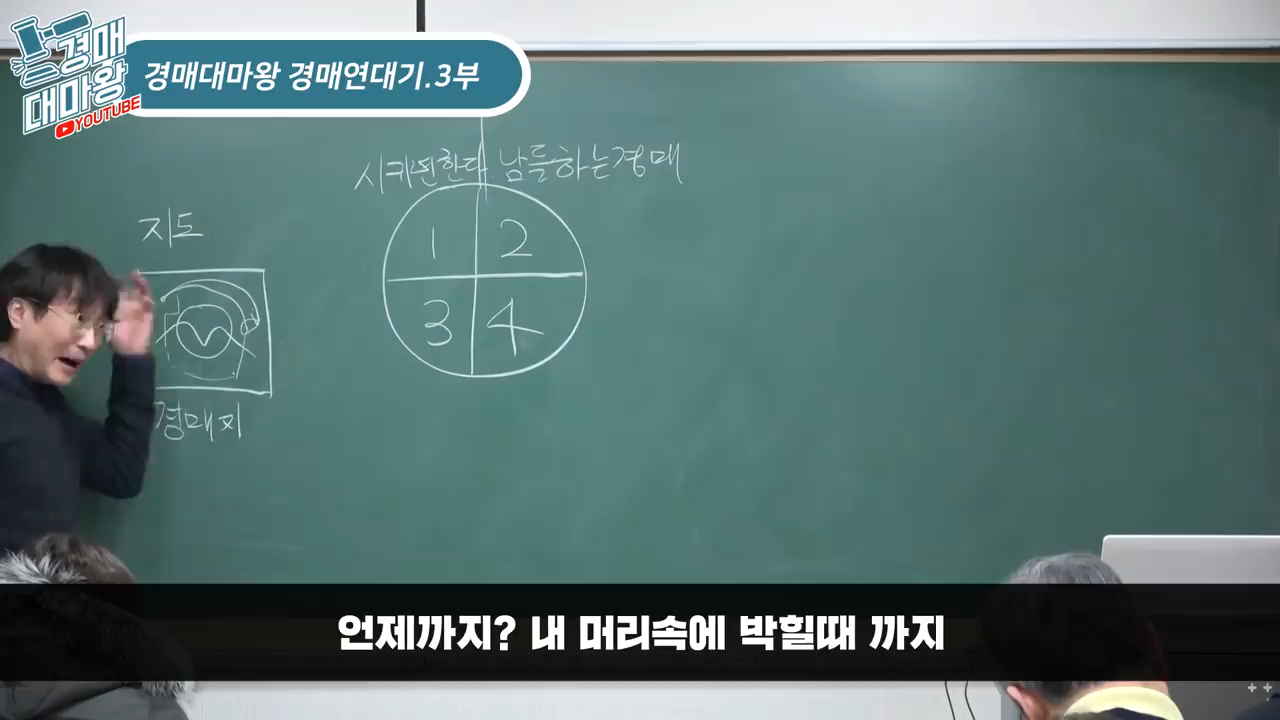 경매
대마왕
YOUTUBE
경매대마왕 경매연대기.3부
시키면한다. 남들하는경매
지도
1 2
3 4
경매지
언제까지? 내 머리속에 박힐때 까지